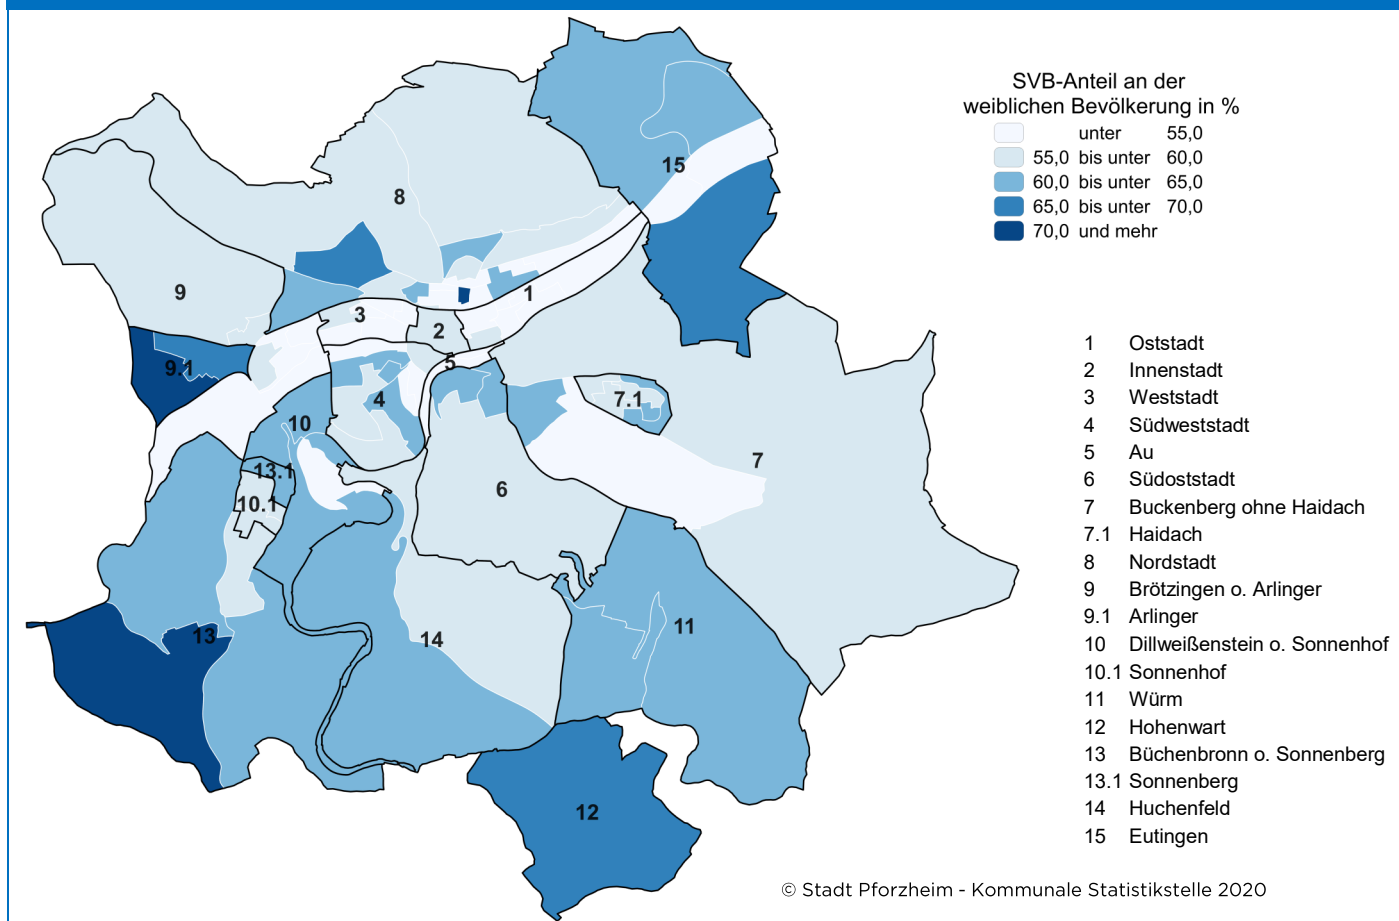 SVB-Anteil an der
weiblichen Bevölkerung in %
unter 55,0
55,0 bis unter 60,0
60,0 bis unter 65,0
65,0 bis unter 70,0
70,0 und mehr
15
8
9
1
3
2
5
9.1
4
7.1
10
7
13.1
6
10.1
11
13
14
12
1 Oststadt
2 Innenstadt
3 Weststadt
4 Südweststadt
5 Au
6 Südoststadt
7 Buckenberg ohne Haidach
7.1 Haidach
8 Nordstadt
9 Brötzingen o. Arlinger
9.1 Arlinger
10 Dillweißenstein o. Sonnenhof
10.1 Sonnenhof
11 Würm
12 Hohenwart
13 Büchenbronn o. Sonnenberg
13.1 Sonnenberg
14 Huchenfeld
15 Eutingen
© Stadt Pforzheim - Kommunale Statistikstelle 2020